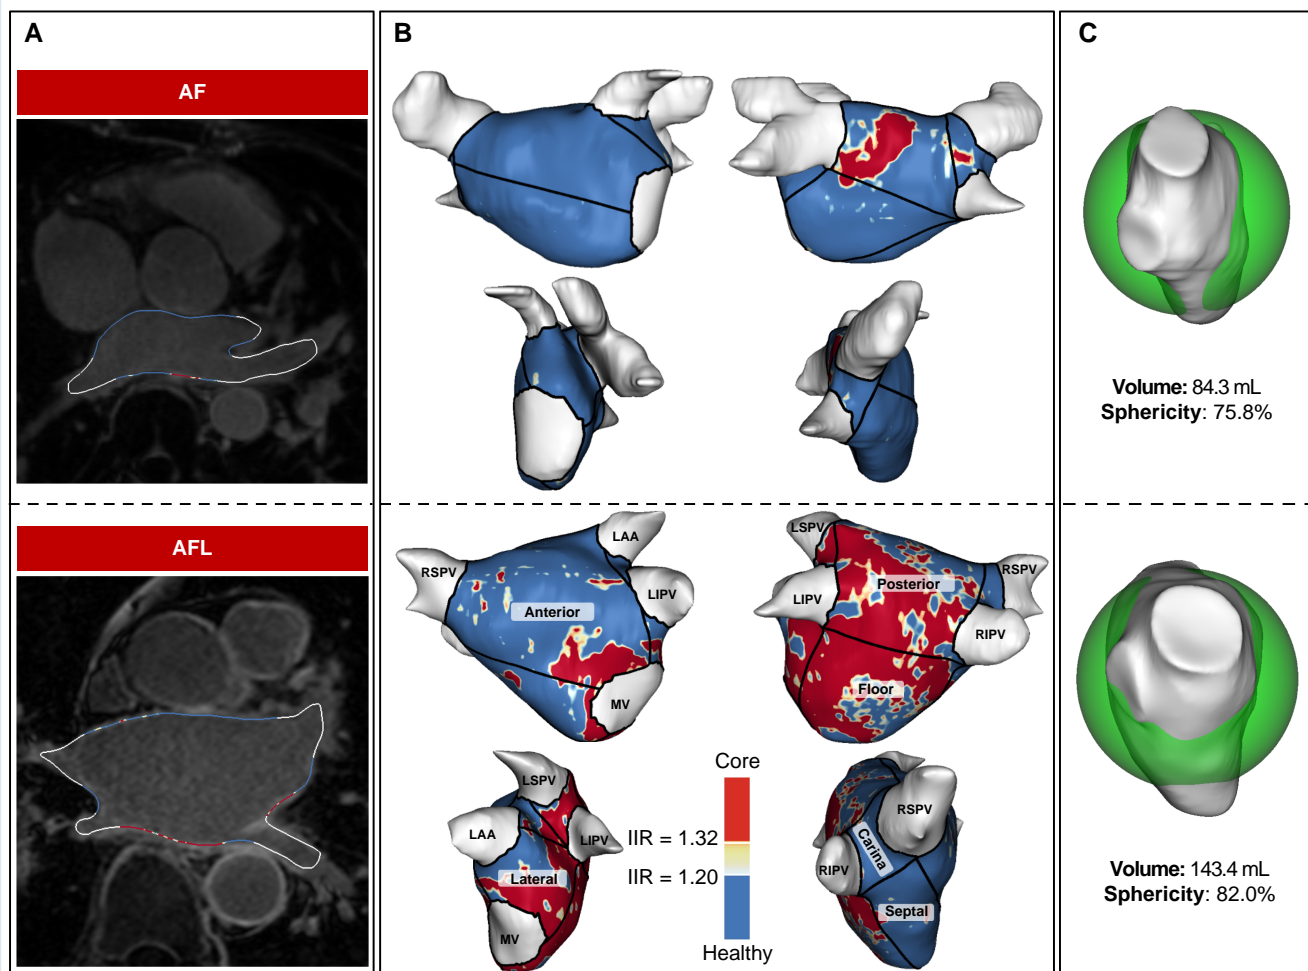 A
B
C
AF
Volume: 84.3 mL
Sphericity: 75.8%
AFL
LAA
RSPV
LIPV
Anterior
MV
LSPV
Posterior
RSPV
LIPV
RIPV
Floor
LSPV
LAA
LIPV
Lateral
MV
Core
IIR = 1.32
IIR = 1.20
Healthy
RSPV
Carina
RIPV
Septal
Volume: 143.4 mL
Sphericity: 82.0%